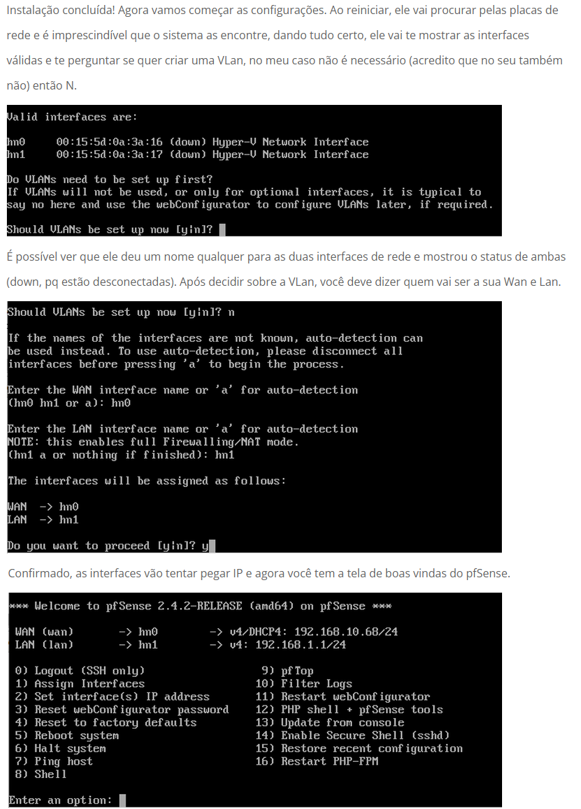 Instalação concluída! Agora vamos começar as configurações. Ao reiniciar, ele vai procurar pelas placas de
rede e é imprescindível que o sistema as encontre, dando tudo certo, ele vai te mostrar as interfaces
válidas e te perguntar se quer criar uma VLan, no meu caso não é necessário (acredito que no seu também
não) então N.
Valid interfaces are:
hn0 00:15:5d:0a:3a:16 (down) Hyper-V Network Interface
hn1 00:15:5d:0a:3a:17 (down) Hyper-V Network Interface
Do VLANs need to be set up first?
If VLANs will not be used, or only for optional interfaces, it is typical to
say no here and use the webConfigurator to configure VLANs later, if required.
Should VLANs be set up now [y|n]?
É possível ver que ele deu um nome qualquer para as duas interfaces de rede e mostrou o status de ambas
(down, pq estão desconectadas). Após decidir sobre a VLan, você deve dizer quem vai ser a sua Wan e Lan.
Should VLANs be set up now [y|n]? n
If the names of the interfaces are not known, auto-detection can
be used instead. To use auto-detection, please disconnect all
interfaces before pressing 'a' to begin the process.
Enter the WAN interface name or 'a' for auto-detection
(hn0 hn1 or a): hn0
Enter the LAN interface name or 'a' for auto-detection
NOTE: this enables full Firewalling/NAT mode.
(hn1 a or nothing if finished): hn1
The interfaces will be assigned as follows:
WAN -> hn0
LAN -> hn1
Do you want to proceed [y|n]? y
Confirmado, as interfaces vão tentar pegar IP e agora você tem a tela de boas vindas do pfSense.
*** Welcome to pfSense 2.4.2-RELEASE (amd64) on pfSense ***
WAN (wan) -> hn0 -> v4/DHCP4: 192.168.10.68/24
LAN (lan) -> hn1 -> v4: 192.168.1.1/24
0) Logout (SSH only) 9) pfTop
1) Assign Interfaces 10) Filter Logs
2) Set interface(s) IP address 11) Restart webConfigurator
3) Reset webConfigurator password 12) PHP shell + pfSense tools
4) Reset to factory defaults 13) Update from console
5) Reboot system 14) Enable Secure Shell (sshd)
6) Halt system 15) Restore recent configuration
7) Ping host 16) Restart PHP-FPM
8) Shell
Enter an option: